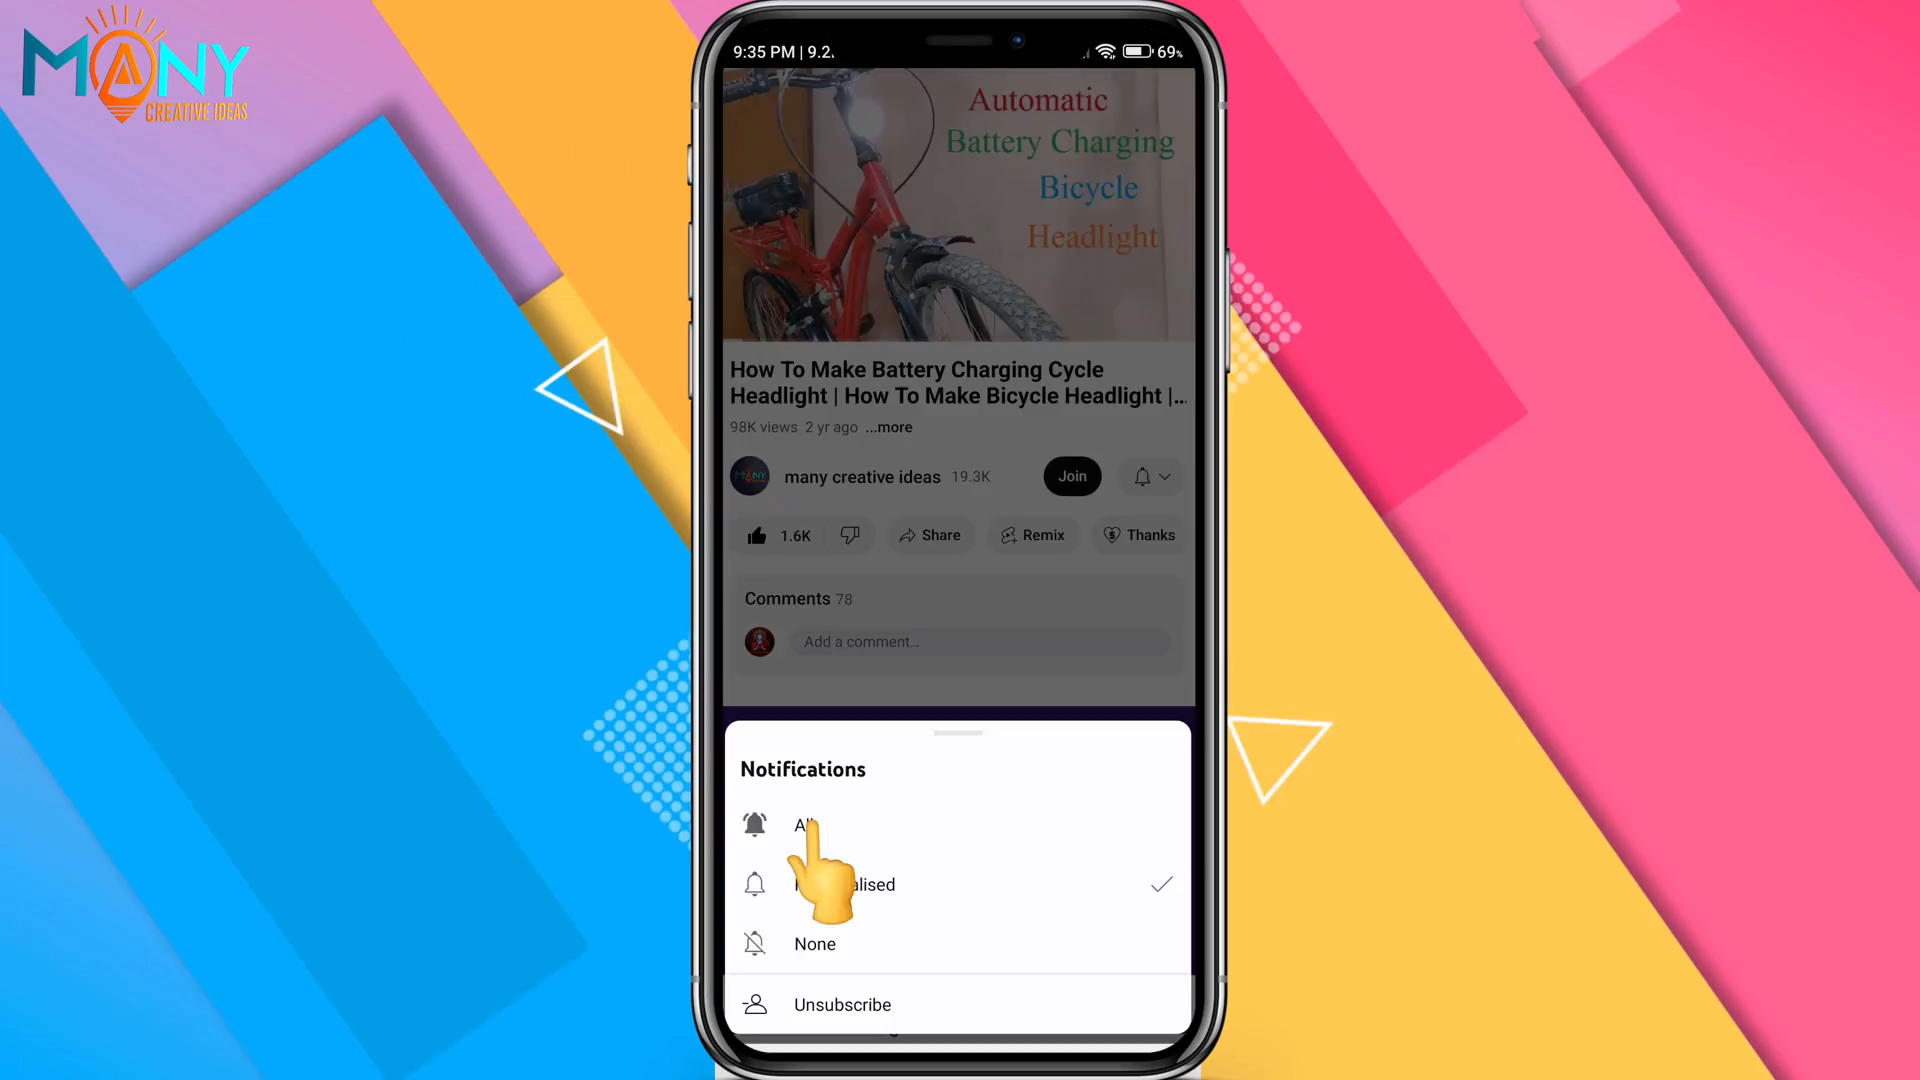 MANY
CREATIVE IDEAS
9:35 PM | 9.2.
69%
Automatic
Battery Charging
Bicycle
Headlight
How To Make Battery Charging Cycle
Headlight | How To Make Bicycle Headlight |...
98K views 2 yr ago ...more
many creative ideas 19.3K Join
1.6K Share Remix Thanks
Comments 78
Add a comment...
Notifications
All
None
Unsubscribe